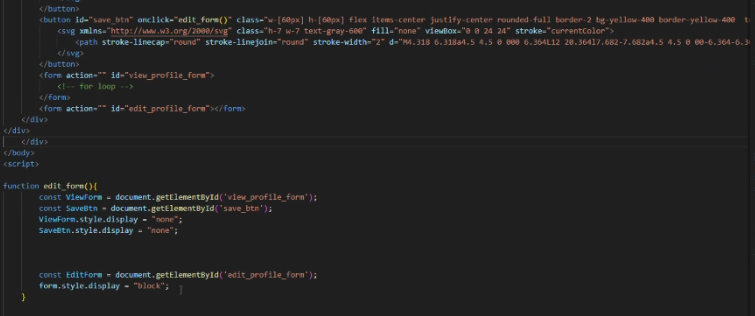 </button>
<button id="save_btn" onclick="edit_form()" class="w-[60px] h-[60px] flex items-center justify-center rounded-full border-2 bg-yellow-400 border-yellow-400
<svg xmlns="http://www.w3.org/2000/svg" class="h-7 w-7 text-gray-600" fill="none" viewBox="0 0 24 24" stroke="currentColor">
<path stroke-linecap="round" stroke-linejoin="round" stroke-width="2" d="M4.318 6.318a4.5 4.5 0 000 6.364L12 20.364l7.682-7.682a4.5 4.5 0 00-6.364-6.3
</svg>
</button>
<form action="" id="view_profile_form">
<!-- for loop -->
</form>
<form action="" id="edit_profile_form"></form>
</div>
</div>
</div>
</body>
<script>
function edit_form(){
const ViewForm = document.getElementById('view_profile_form');
const SaveBtn = document.getElementById('save_btn');
ViewForm.style.display = "none";
SaveBtn.style.display = "none";
const EditForm = document.getElementById('edit_profile_form');
form.style.display = "block";
}